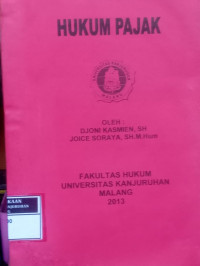 HUKUM PAJAK
OLEH :
DJONI KASMIEN, SH
JOICE SORAYA, SH.M.Hum
FAKULTAS HUKUM
UNIVERSITAS KANJURUHAN
MALANG
2013